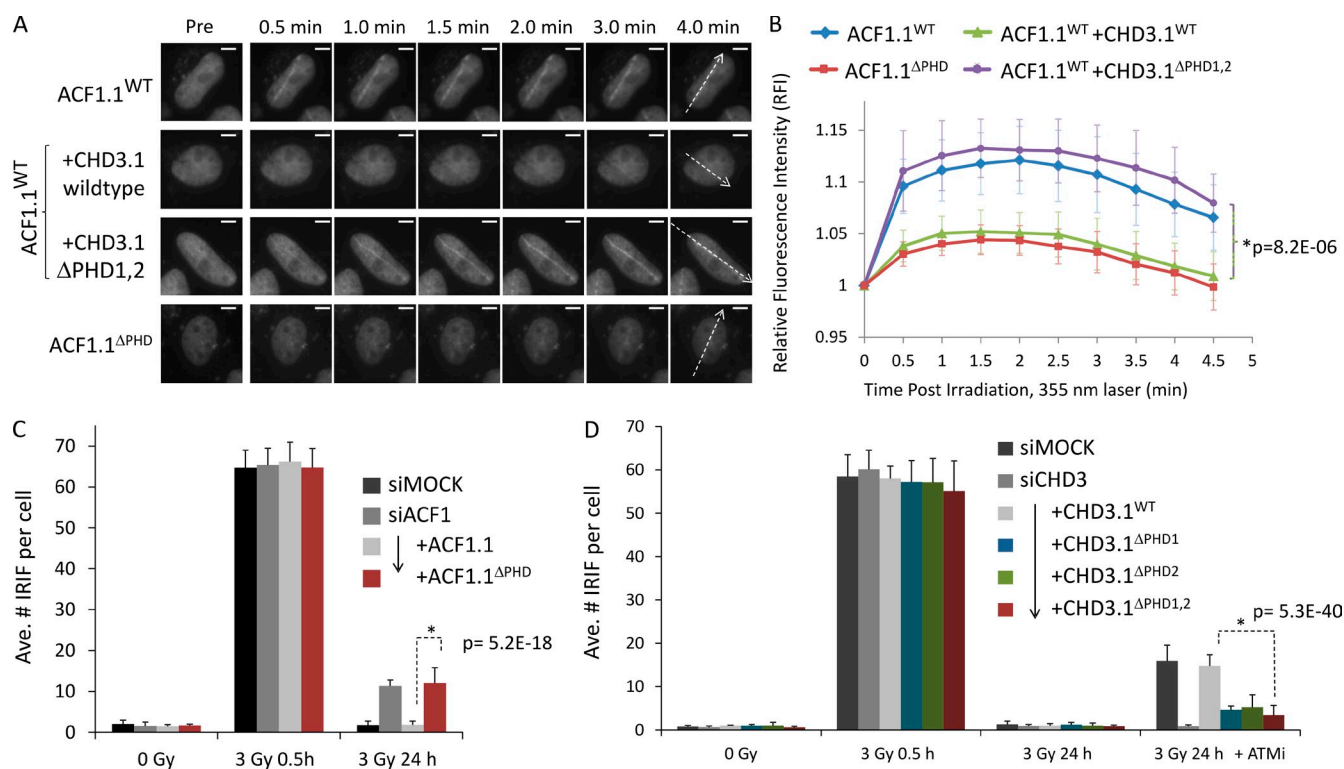 A
Pre 0.5 min 1.0 min 1.5 min 2.0 min 3.0 min 4.0 min
ACF1.1WT
ACF1.1WT
+CHD3.1
wildtype
+CHD3.1
ΔPHD1,2
ACF1.1ΔPHD
B
ACF1.1WT ACF1.1WT+CHD3.1WT
ACF1.1ΔPHD ACF1.1WT+CHD3.1ΔPHD1,2
Relative Fluorescence Intensity (RFI)
1.15
1.1
1.05
1
0.95
*p=8.2E-06
0 0.5 1 1.5 2 2.5 3 3.5 4 4.5 5
Time Post Irradiation, 355 nm laser (min)
C
Ave. # IRIF per cell
70
60
50
40
30
20
10
0
siMOCK
siACF1
+ACF1.1
+ACF1.1ΔPHD
*
p= 5.2E-18
0 Gy 3 Gy 0.5h 3 Gy 24 h
D
Ave. # IRIF per cell
70
60
50
40
30
20
10
0
siMOCK
siCHD3
+CHD3.1WT
+CHD3.1ΔPHD1
+CHD3.1ΔPHD2
+CHD3.1ΔPHD1,2
*
p= 5.3E-40
0 Gy 3 Gy 0.5h 3 Gy 24 h 3 Gy 24 h + ATMi